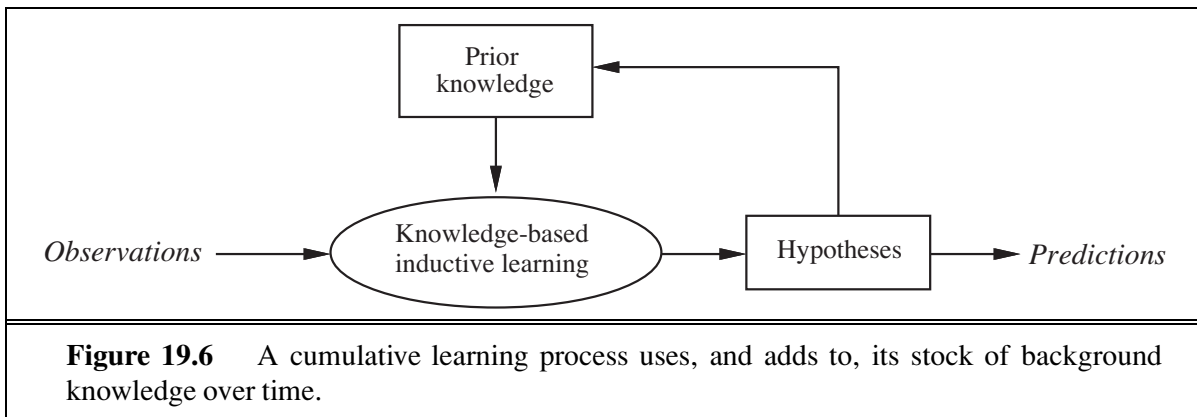 Prior
knowledge
Observations
Knowledge-based
inductive learning
Hypotheses
Predictions
Figure 19.6 A cumulative learning process uses, and adds to, its stock of background
knowledge over time.